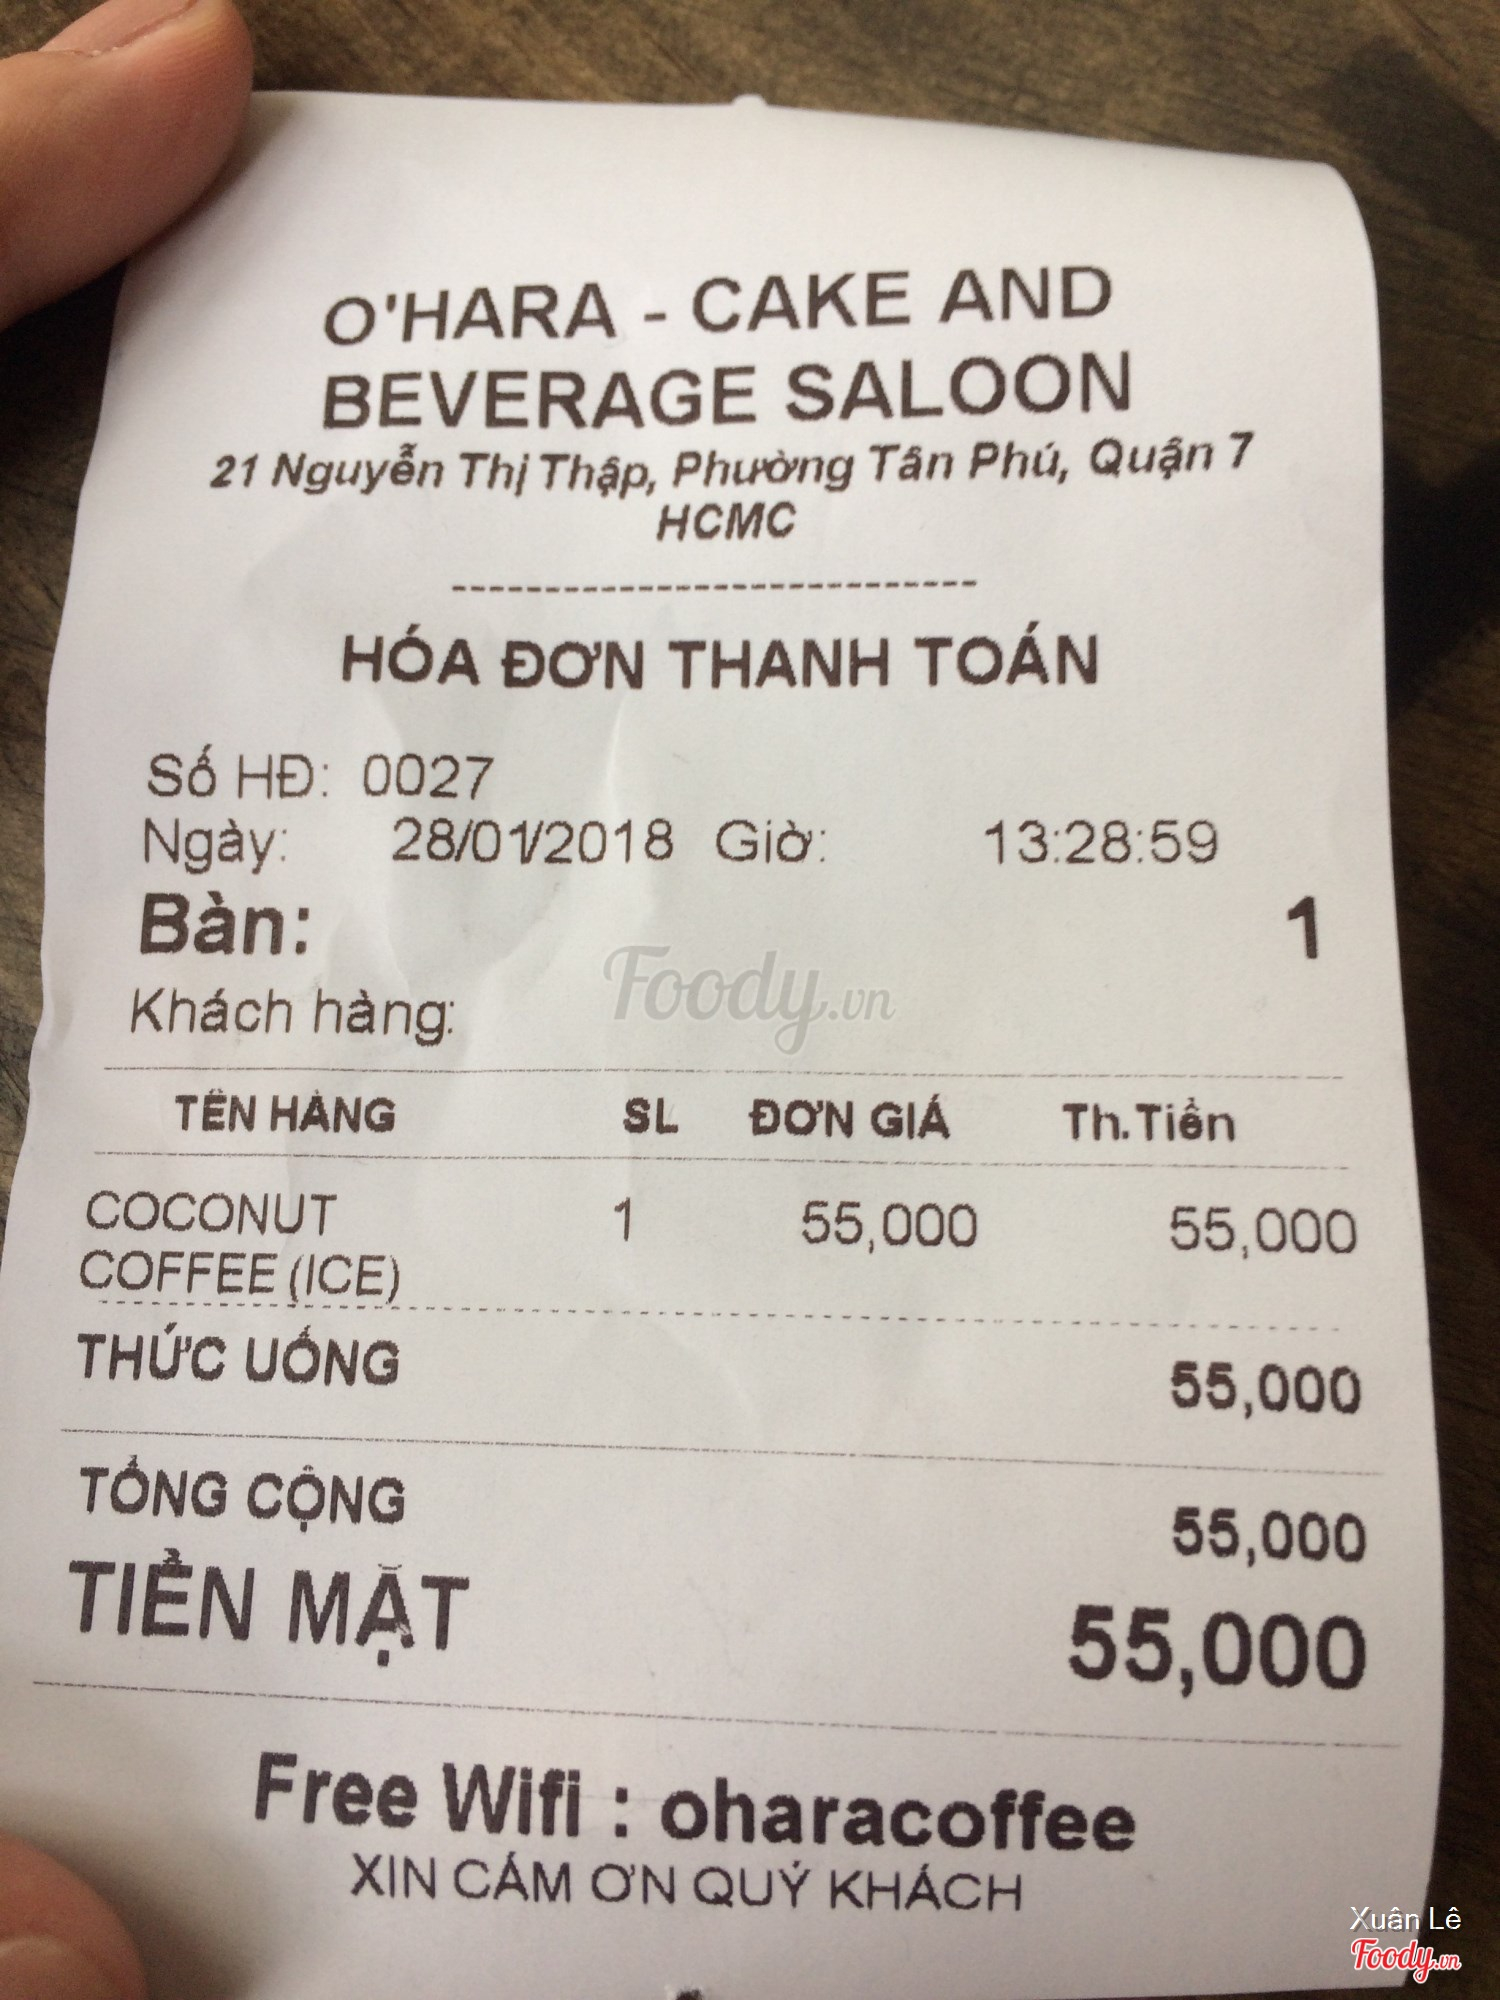 O'HARA - CAKE AND
BEVERAGE SALOON
21 Nguyễn Thị Thập, Phường Tân Phú, Quận 7
HCMC
----------------------------
HÓA ĐƠN THANH TOÁN
Số HĐ: 0027
Ngày: 28/01/2018 Giờ: 13:28:59
Bàn: 1
Khách hàng:
Foody.vn
TÊN HÀNG SL ĐƠN GIÁ Th.Tiền
COCONUT 1 55,000 55,000
COFFEE (ICE)
THỨC UỐNG 55,000
TỔNG CỘNG 55,000
TIỀN MẶT 55,000
Free Wifi : oharacoffee
XIN CÁM ƠN QUÝ KHÁCH
Xuân Lê
Foody.vn